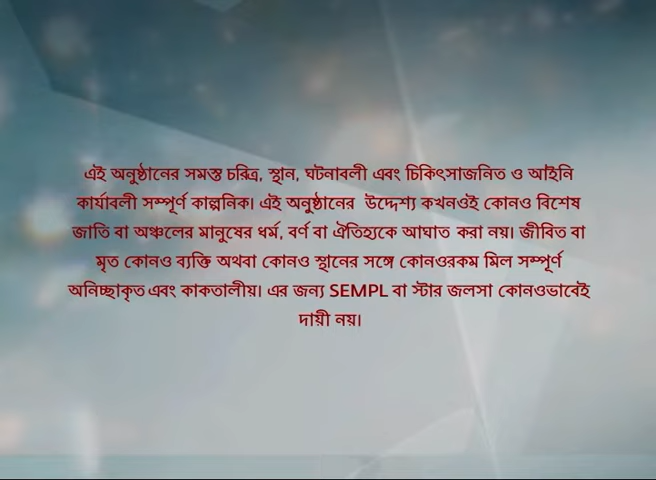 এই অনুষ্ঠানের সমস্ত চরিত্র, স্থান, ঘটনাবলী এবং চিকিৎসাজনিত ও আইনি
কার্যাবলী সম্পূর্ণ কাল্পনিক। এই অনুষ্ঠানের উদ্দেশ্য কখনওই কোনও বিশেষ
জাতি বা অঞ্চলের মানুষের ধর্ম, বর্ণ বা ঐতিহ্যকে আঘাত করা নয়। জীবিত বা
মৃত কোনও ব্যক্তি অথবা কোনও স্থানের সঙ্গে কোনওরকম মিল সম্পূর্ণ
অনিচ্ছাকৃত এবং কাকতালীয়। এর জন্য SEMPL বা স্টার জলসা কোনওভাবেই
দায়ী নয়।